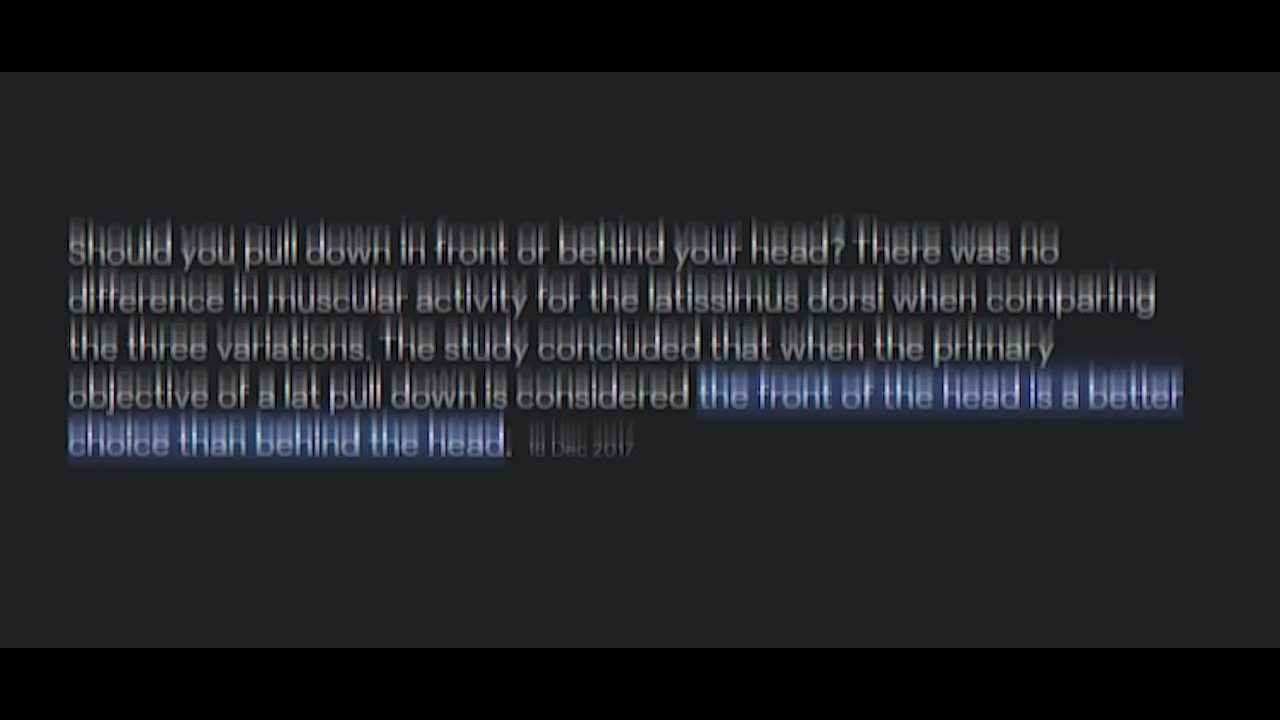 Should you pull down in front or behind your head? There was no
difference in muscular activity for the latissimus dorsi when comparing
the three variations. The study concluded that when the primary
objective of a lat pull down is considered the front of the head is a better
choice than behind the head. 18 Dec 2017